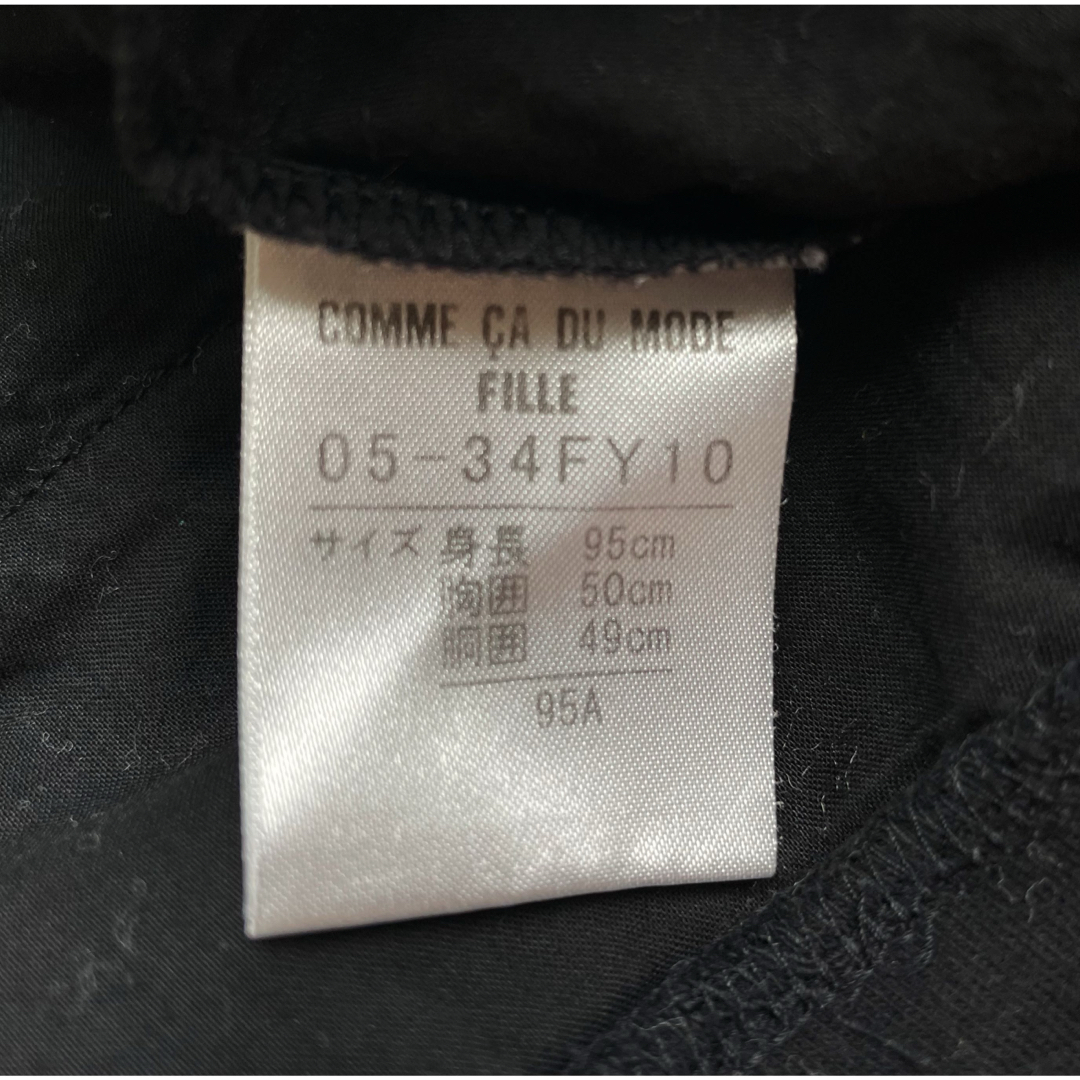 COMME ÇA DU MODE
FILLE
05-34FY10
サイズ 身長 95cm
胸囲 50cm
胴囲 49cm
95A